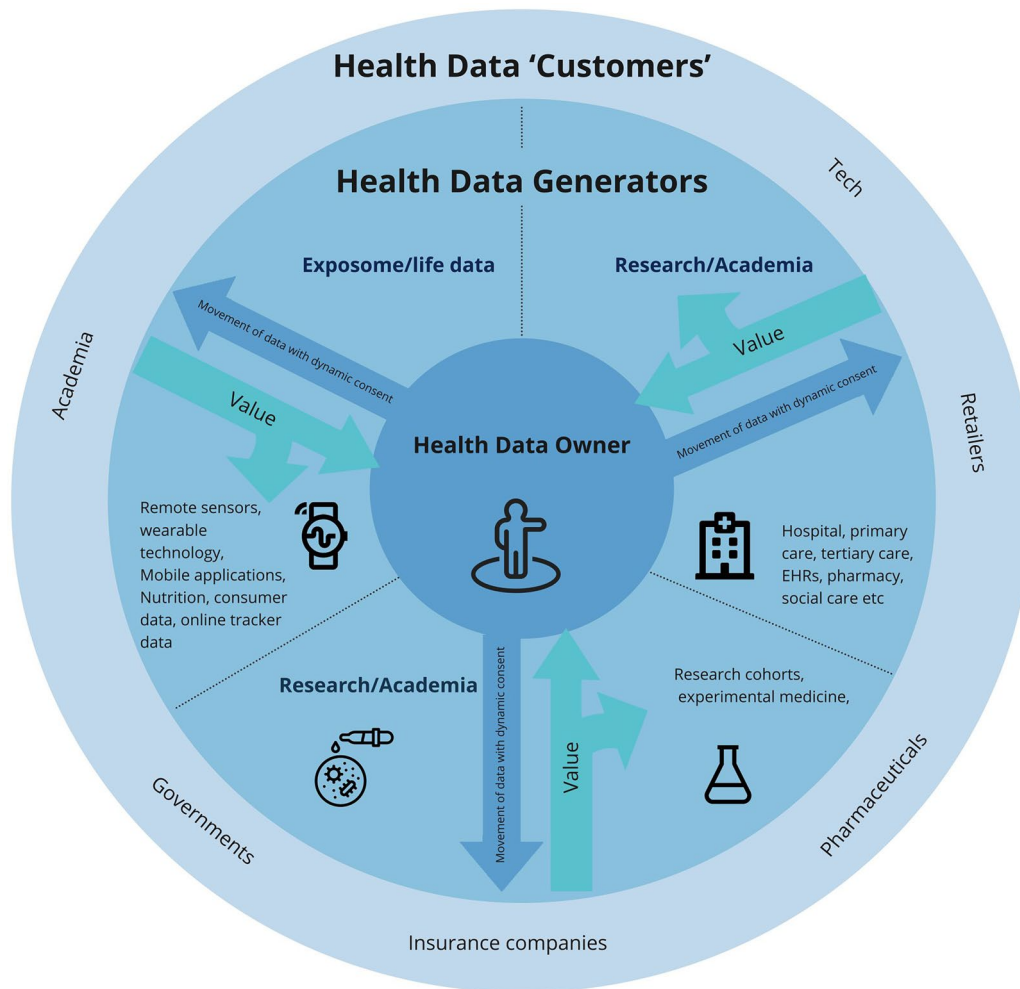 Health Data ‘Customers’
Tech
Health Data Generators
Exposome/life data
Research/Academia
Movement of data with dynamic consent
Value
Value
Movement of data with dynamic consent
Academia
Retailers
Health Data Owner
Remote sensors,
wearable
technology,
Mobile applications,
Nutrition, consumer
data, online tracker
data
Hospital, primary
care, tertiary care,
EHRs, pharmacy,
social care etc
Research/Academia
Movement of data with dynamic consent
Value
Research cohorts,
experimental medicine,
Governments
Pharmaceuticals
Insurance companies